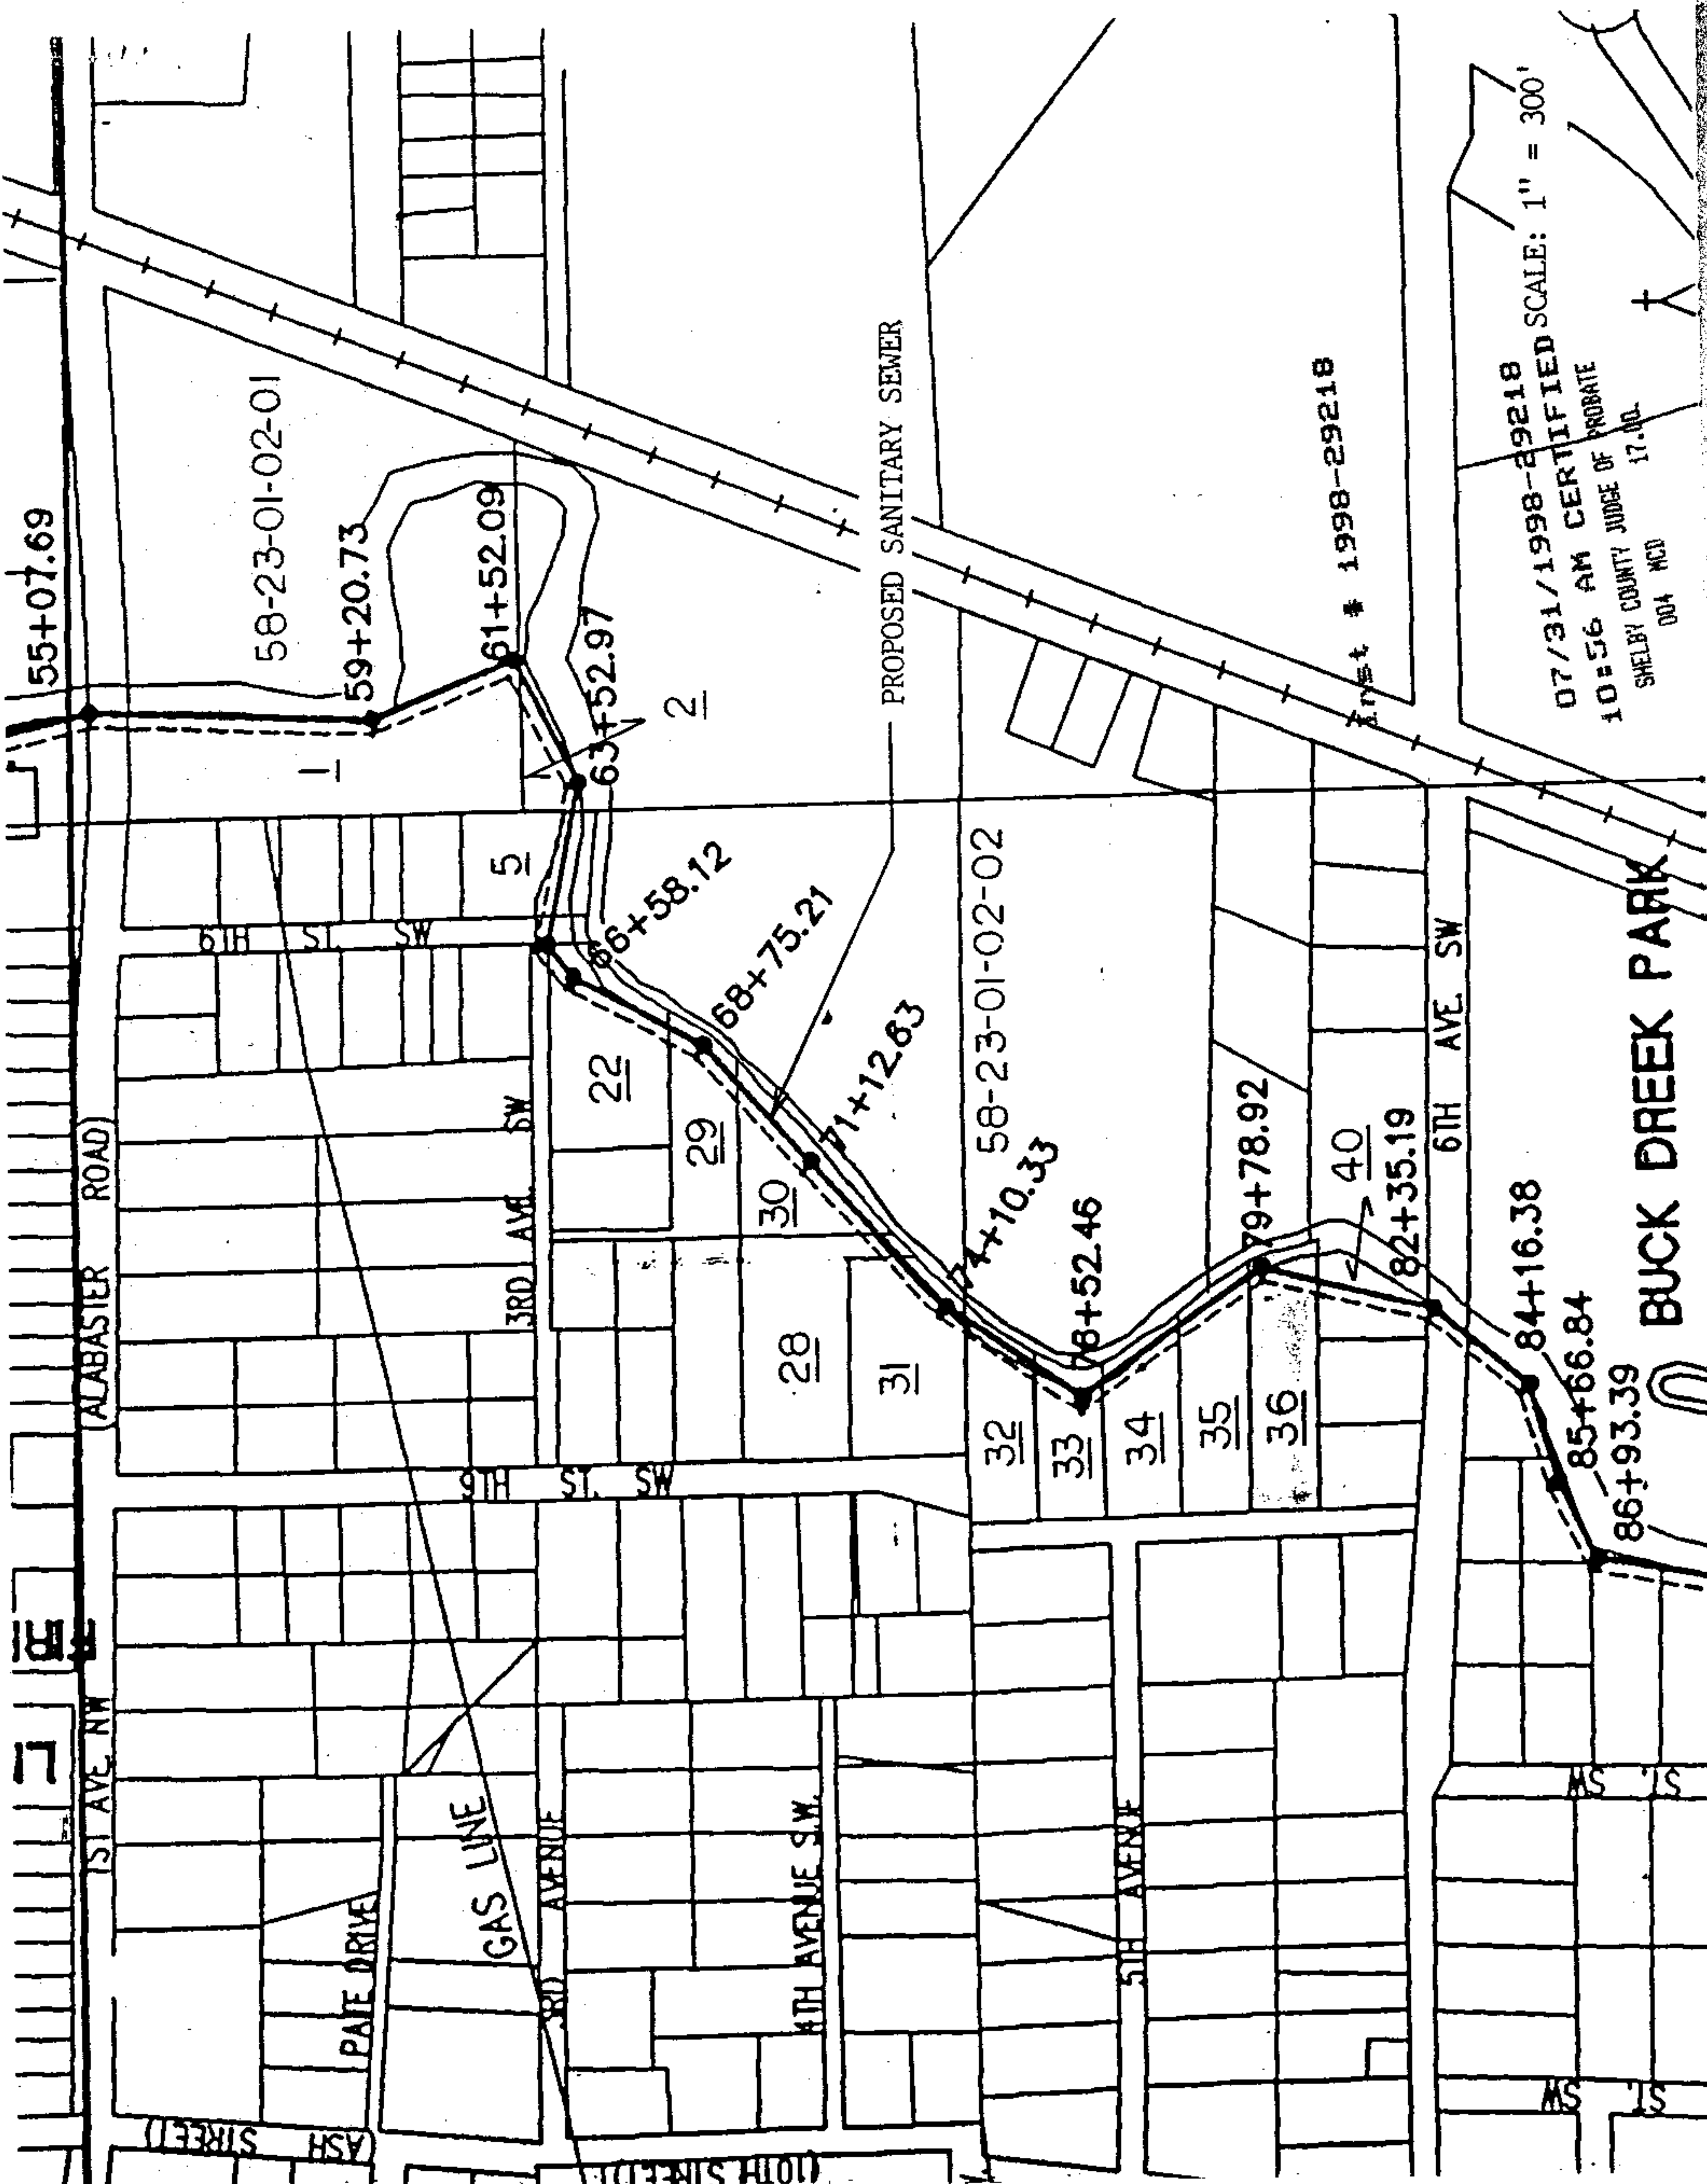 55+07.69
58-23-01-02-01
59+20.73
61+52.09
63+52.97
1
2
5
6TH ST. SW
66+58.12
68+75.21
71+12.63
74+10.33
78+52.46
79+78.92
82+35.19
84+16.38
85+66.84
86+93.39
PROPOSED SANITARY SEWER
58-23-01-02-02
22
29
30
28
31
32
33
34
35
36
40
(ALABASTER ROAD)
1ST AVE NW
3RD AVE. SW
9TH ST. SW
6TH AVE. SW
BUCK DREEK PARK
GAS LINE
PATE DRIVE
3RD AVENUE
4TH AVENUE S.W.
5TH AVENUE
(ASH STREET)
(10TH STREET)
ST. SW
ST. SW
Inst # 1998-29218
07/31/1998-29218
10:56 AM CERTIFIED
SHELBY COUNTY JUDGE OF PROBATE
004 MCD 17.00
SCALE: 1" = 300'